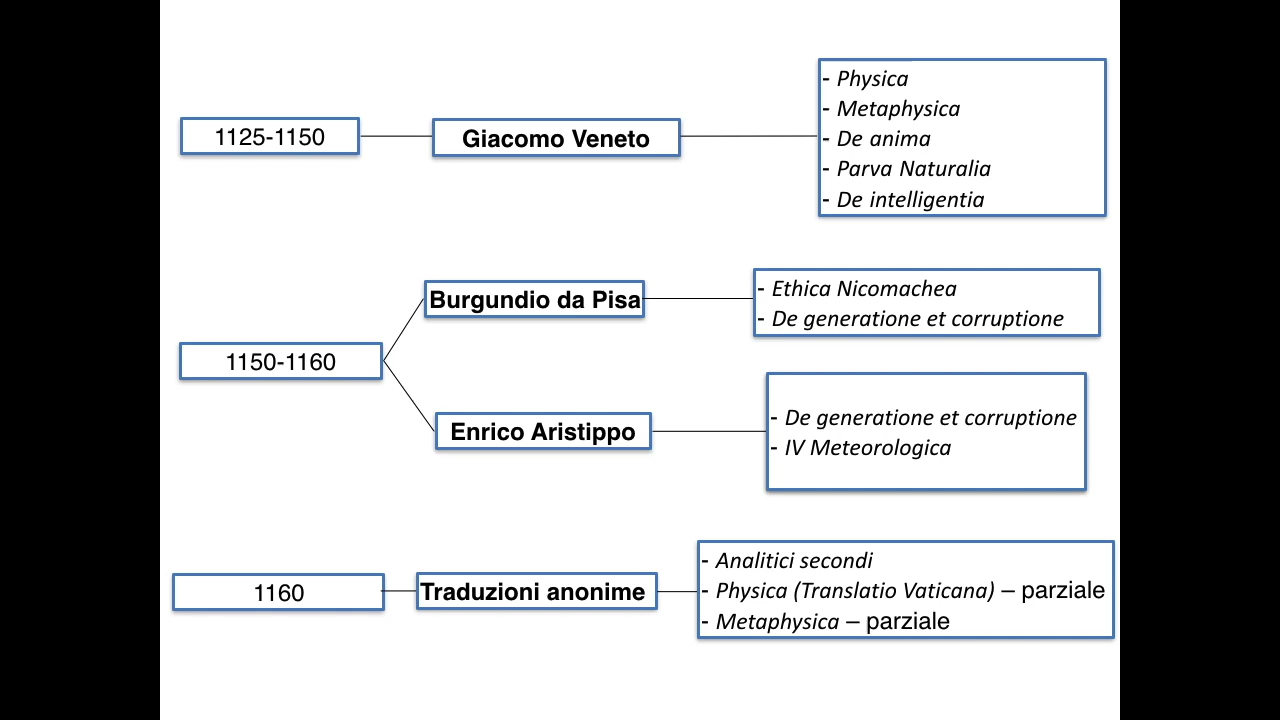 1125-1150
Giacomo Veneto
- Physica
- Metaphysica
- De anima
- Parva Naturalia
- De intelligentia
1150-1160
Burgundio da Pisa
- Ethica Nicomachea
- De generatione et corruptione
Enrico Aristippo
- De generatione et corruptione
- IV Meteorologica
1160
Traduzioni anonime
- Analitici secondi
- Physica (Translatio Vaticana) – parziale
- Metaphysica – parziale